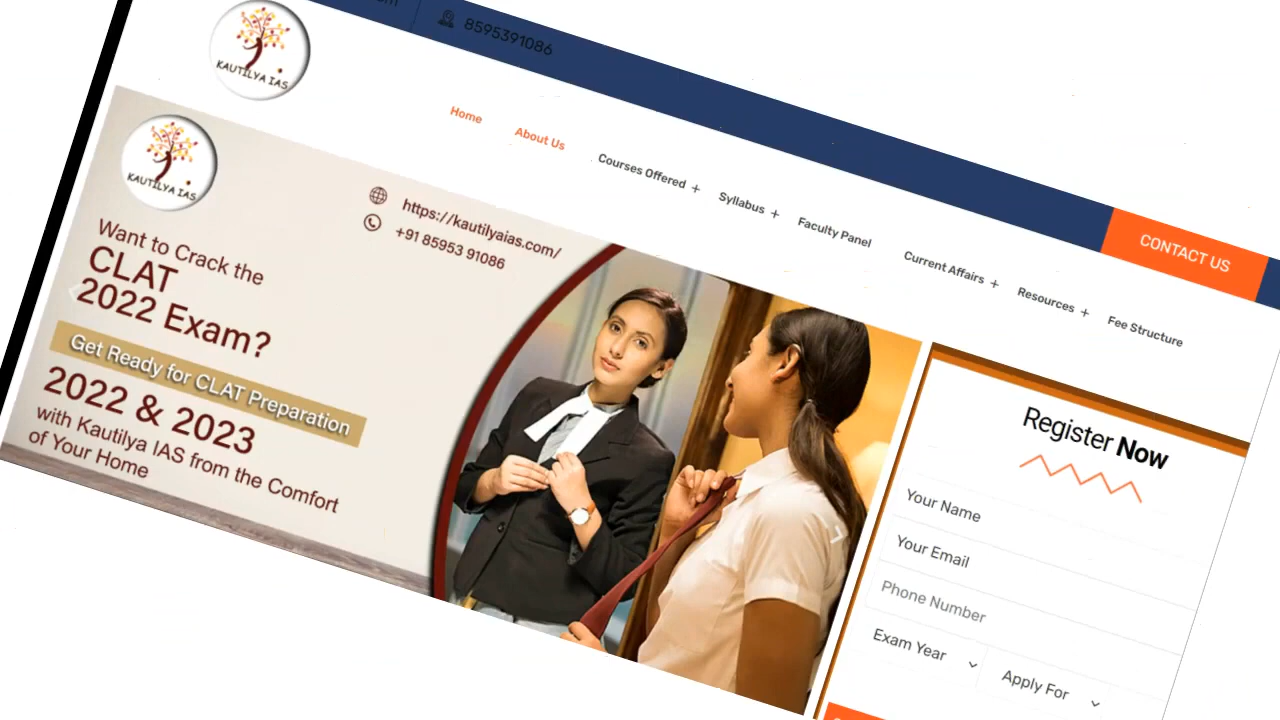 8595391086
KAUTILYA IAS
Home
About Us
Courses Offered +
Syllabus +
Faculty Panel
Current Affairs +
Resources +
Fee Structure
CONTACT US
KAUTILYA IAS
https://kautilyaias.com/
+91 85953 91086
Want to Crack the
CLAT
2022 Exam?
Get Ready for CLAT Preparation
2022 & 2023
with Kautilya IAS from the Comfort
of Your Home
Register Now
Your Name
Your Email
Phone Number
Exam Year
Apply For